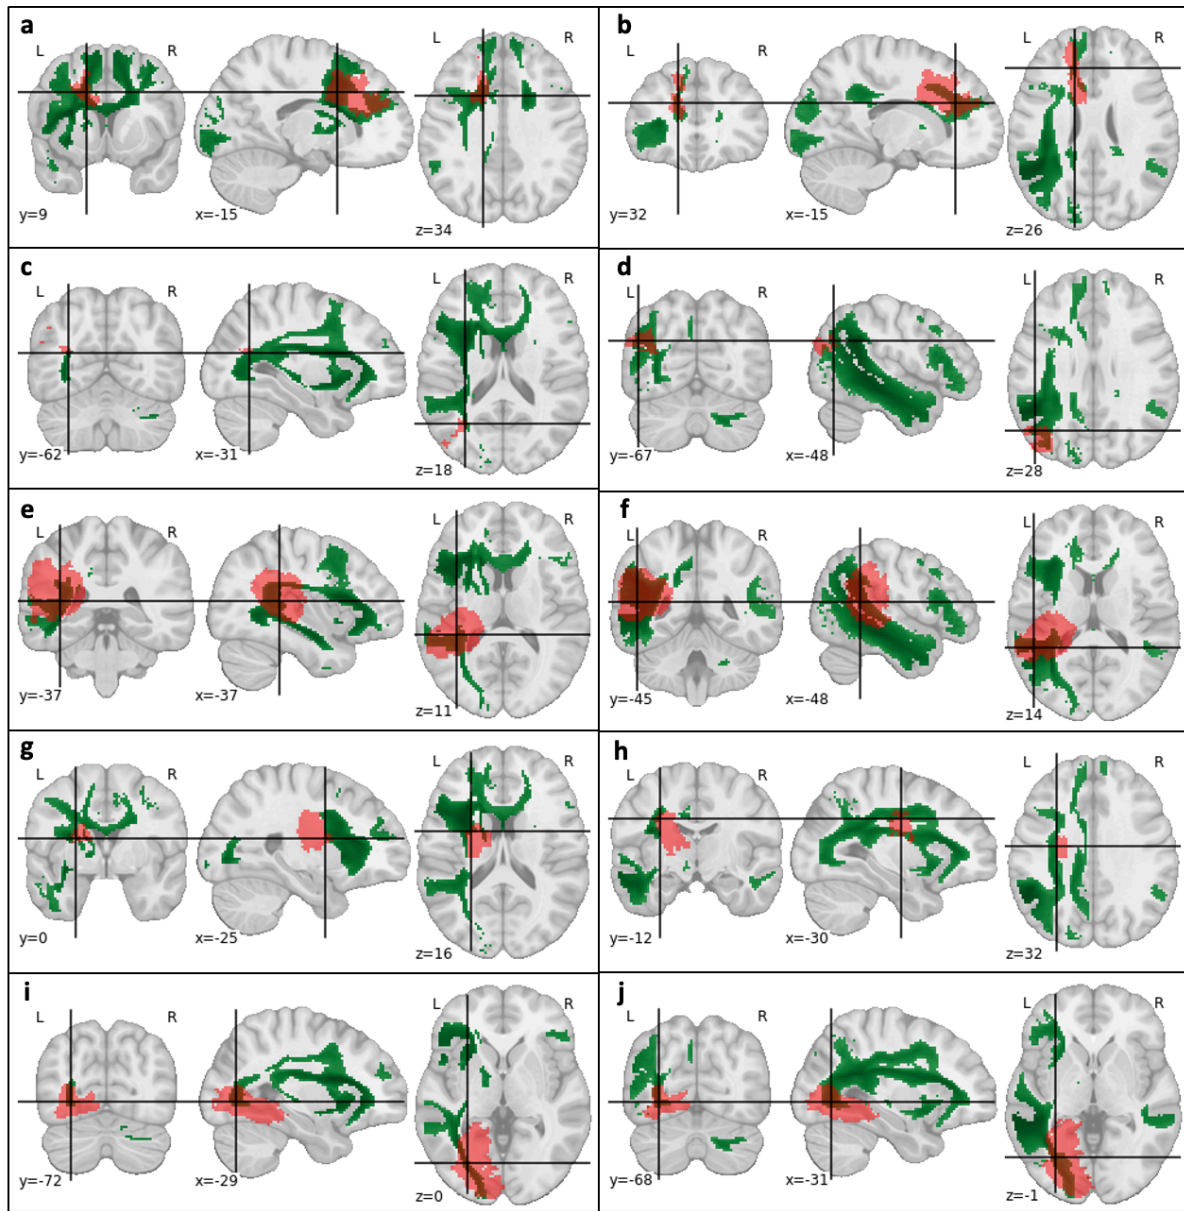 a
L R L R
y=9 x=-15 z=34
b
L R L R
y=32 x=-15 z=26
c
L R L R
y=-62 x=-31 z=18
d
L R L R
y=-67 x=-48 z=28
e
L R L R
y=-37 x=-37 z=11
f
L R L R
y=-45 x=-48 z=14
g
L R L R
y=0 x=-25 z=16
h
L R L R
y=-12 x=-30 z=32
i
L R L R
y=-72 x=-29 z=0
j
L R L R
y=-68 x=-31 z=-1